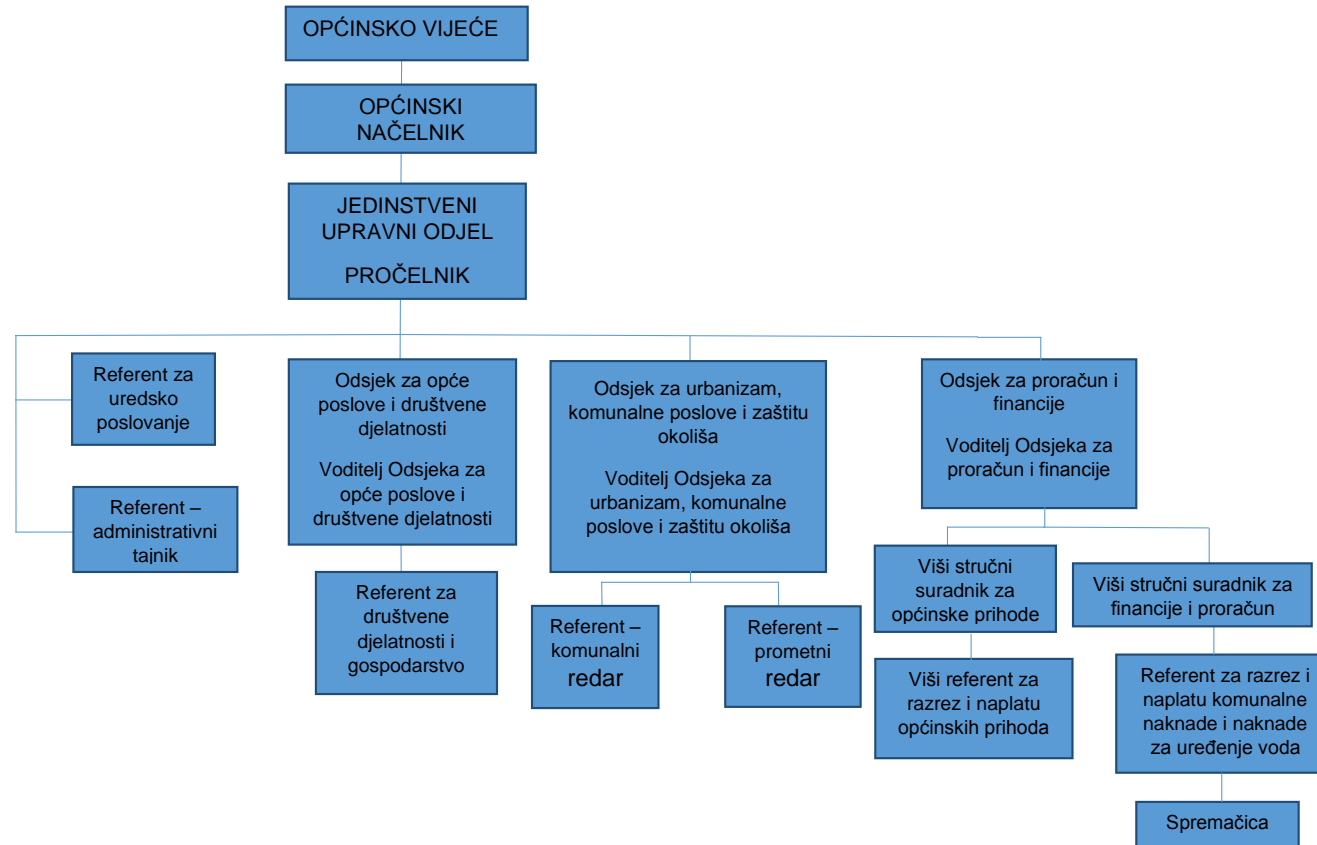 OPĆINSKO VIJEĆE
OPĆINSKI
NAČELNIK
JEDINSTVENI
UPRAVNI ODJEL
PROČELNIK
Referent za
uredsko
poslovanje
Referent –
administrativni
tajnik
Odsjek za opće
poslove i društvene
djelatnosti
Voditelj Odsjeka za
opće poslove i
društvene djelatnosti
Referent za
društvene
djelatnosti i
gospodarstvo
Odsjek za urbanizam,
komunalne poslove i zaštitu
okoliša
Voditelj Odsjeka za
urbanizam, komunalne
poslove i zaštitu okoliša
Referent –
komunalni
redar
Referent –
prometni
redar
Odsjek za proračun i
financije
Voditelj Odsjeka za
proračun i financije
Viši stručni
suradnik za
općinske prihode
Viši referent za
razrez i naplatu
općinskih prihoda
Viši stručni suradnik za
financije i proračun
Referent za razrez i
naplatu komunalne
naknade i naknade
za uređenje voda
Spremačica